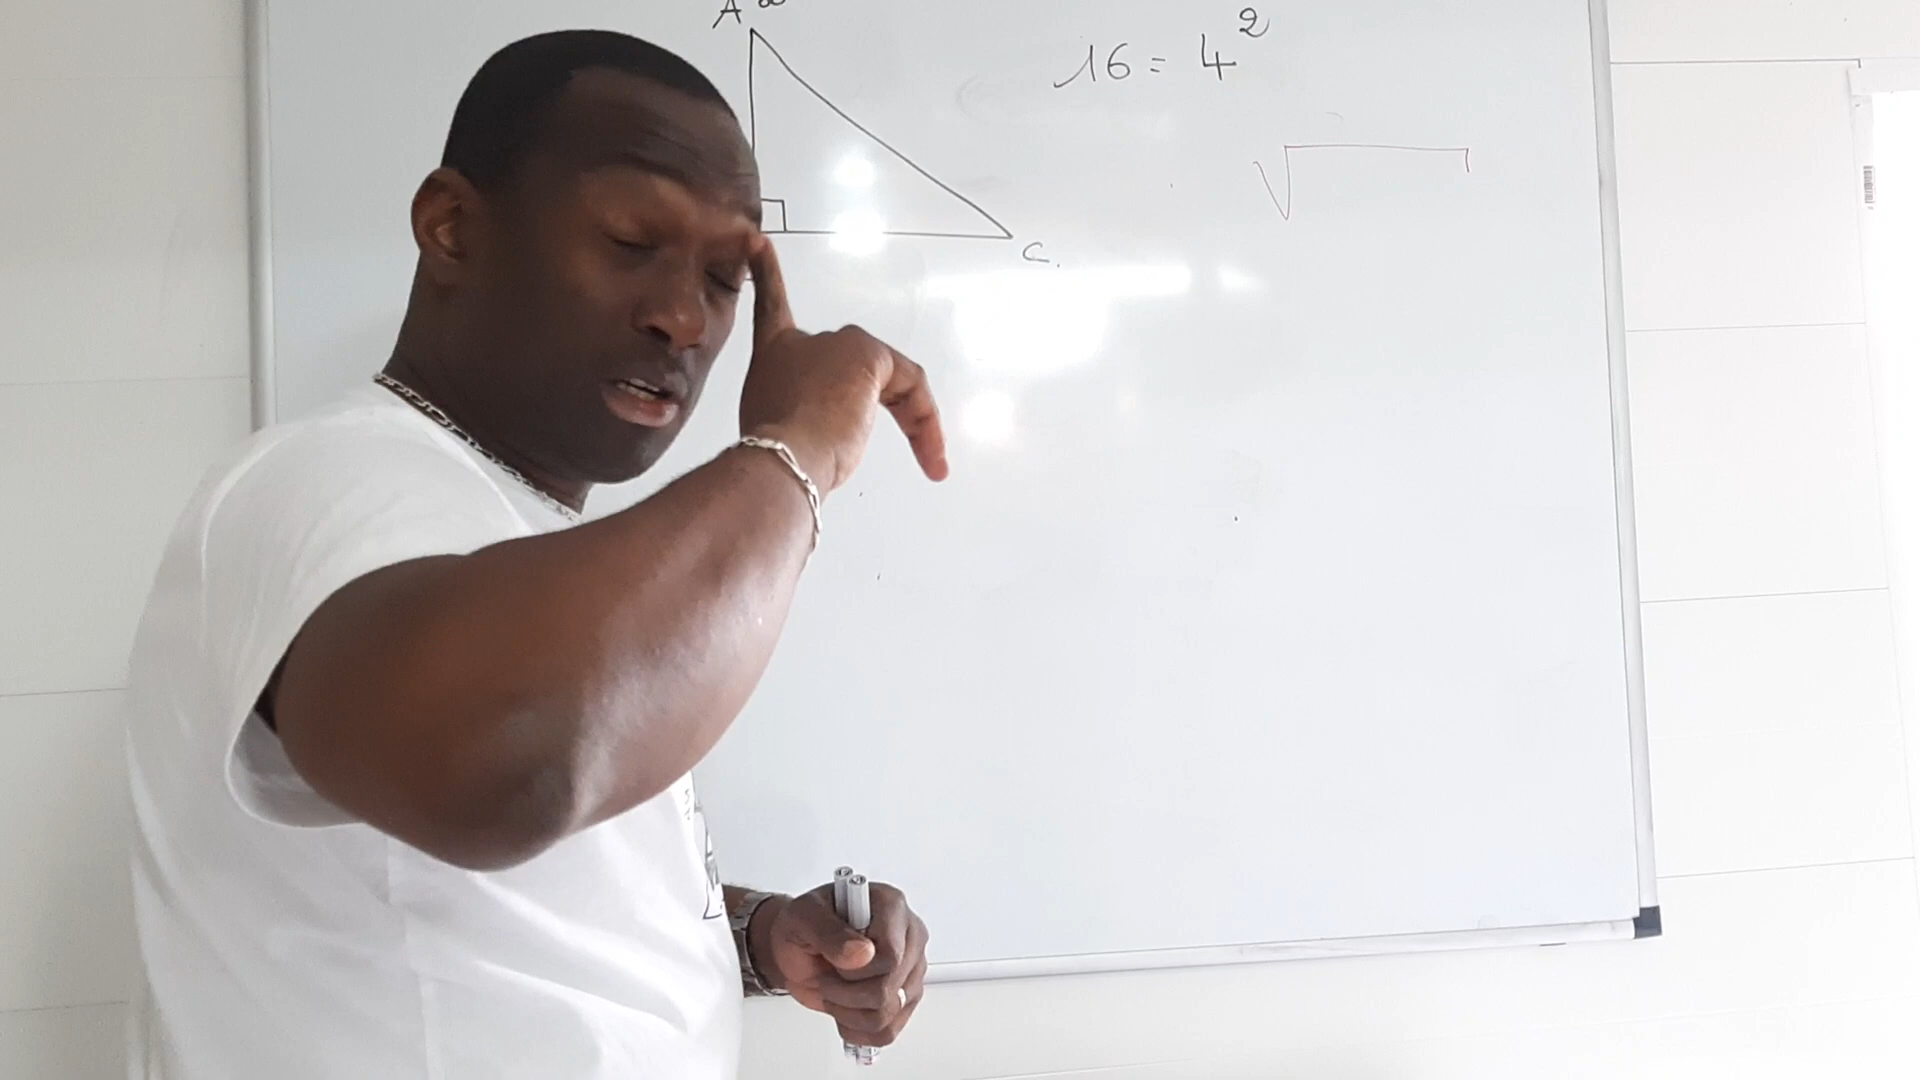 A
16 = 4²
√
C.